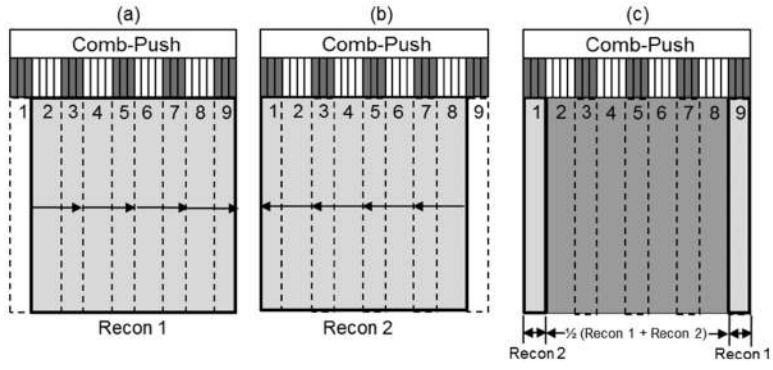 (a)
Comb-Push
1 2 3 4 5 6 7 8 9
Recon 1
(b)
Comb-Push
1 2 3 4 5 6 7 8 9
Recon 2
(c)
Comb-Push
1 2 3 4 5 6 7 8 9
½ (Recon 1 + Recon 2)
Recon 2
Recon 1